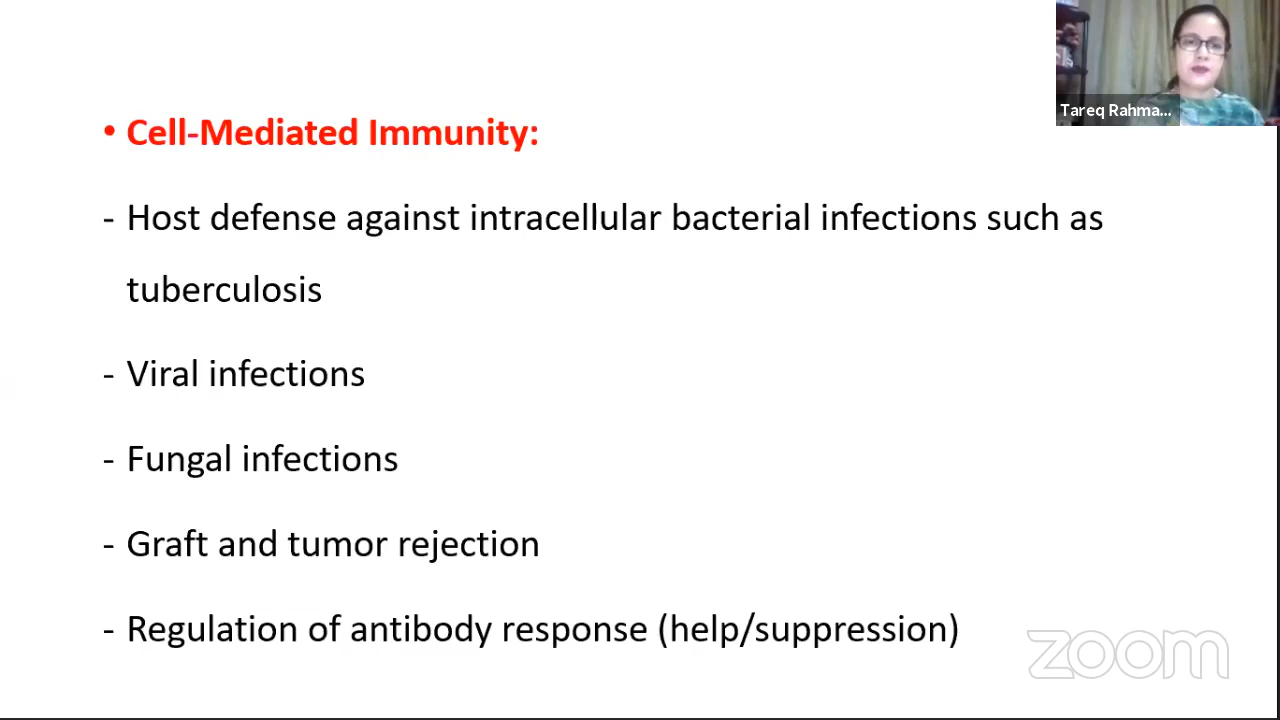 Tareq Rahma...
• Cell-Mediated Immunity:
- Host defense against intracellular bacterial infections such as
tuberculosis
- Viral infections
- Fungal infections
- Graft and tumor rejection
- Regulation of antibody response (help/suppression)
zoom